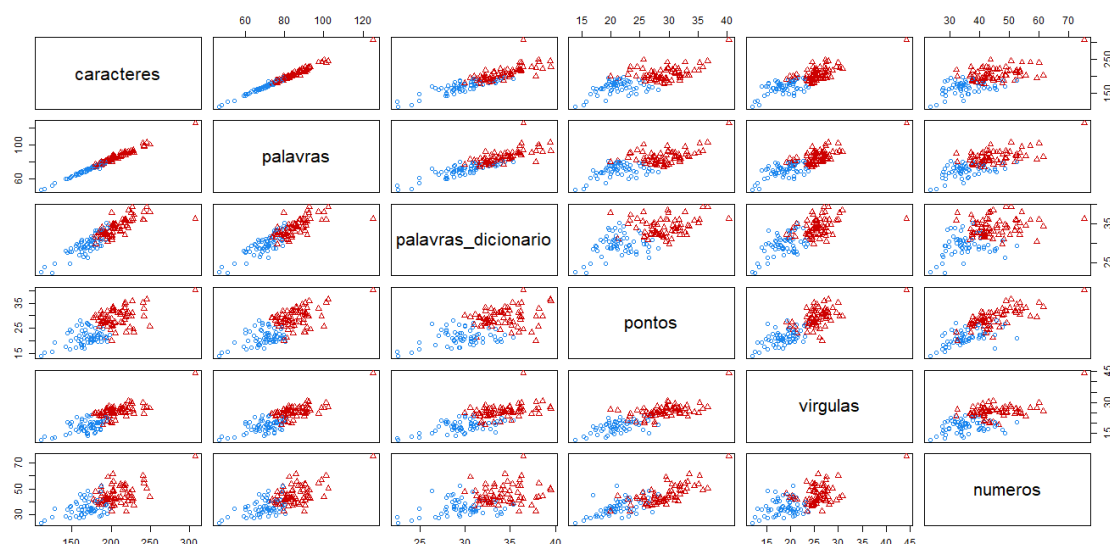 60 80 100 120
15 20 25 30 35 40
30 40 50 60 70
caracteres
150 250
60 100
palavras
palavras_dicionario
25 35
15 25 35
pontos
virgulas
15 30 45
30 50 70
numeros
150 200 250 300
25 30 35 40
15 20 25 30 35 40 45